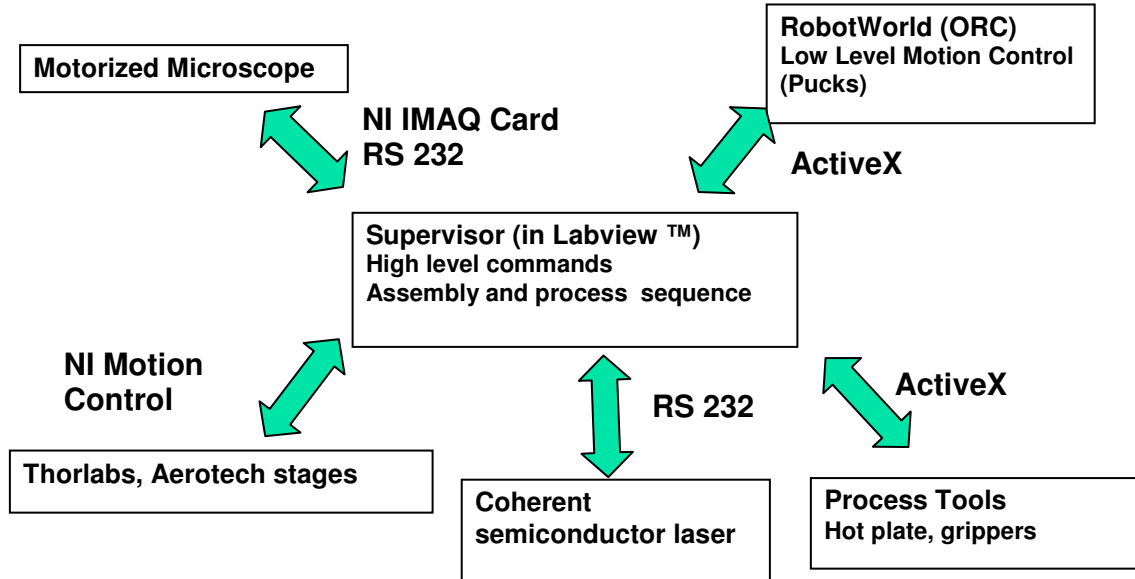 Motorized Microscope
RobotWorld (ORC)
Low Level Motion Control
(Pucks)
NI IMAQ Card
RS 232
ActiveX
Supervisor (in Labview ™)
High level commands
Assembly and process sequence
NI Motion
Control
RS 232
ActiveX
Thorlabs, Aerotech stages
Coherent
semiconductor laser
Process Tools
Hot plate, grippers